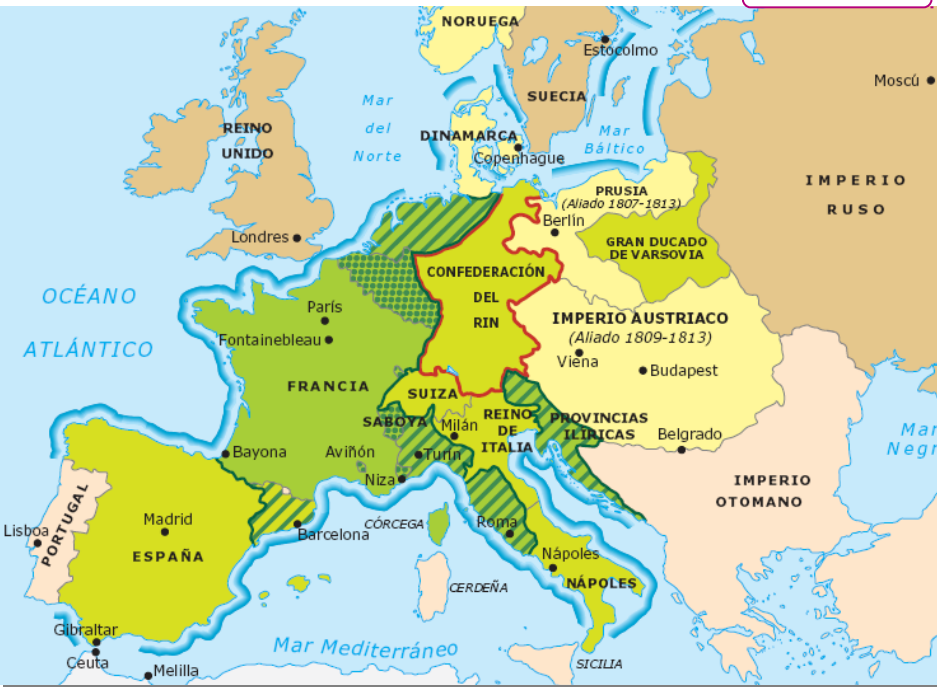 NORUEGA
Estocolmo
Moscú
SUECIA
Mar
del
Norte
REINO
UNIDO
DINAMARCA
Mar
Báltico
Copenhague
IMPERIO
RUSO
PRUSIA
(Aliado 1807-1813)
Berlín
Londres
GRAN DUCADO
DE VARSOVIA
CONFEDERACIÓN
DEL
RIN
OCÉANO
ATLÁNTICO
París
Fontainebleau
IMPERIO AUSTRIACO
(Aliado 1809-1813)
Viena
Budapest
FRANCIA
SUIZA
SABOYA
Milán
REINO
DE
ITALIA
PROVINCIAS
ILÍRICAS
Belgrado
Mar
Negr
Bayona
Aviñón
Turín
Niza
IMPERIO
OTOMANO
PORTUGAL
Lisboa
Madrid
ESPAÑA
Barcelona
CÓRCEGA
Roma
Nápoles
NÁPOLES
CERDEÑA
Gibraltar
Ceuta
Melilla
Mar Mediterráneo
SICILIA